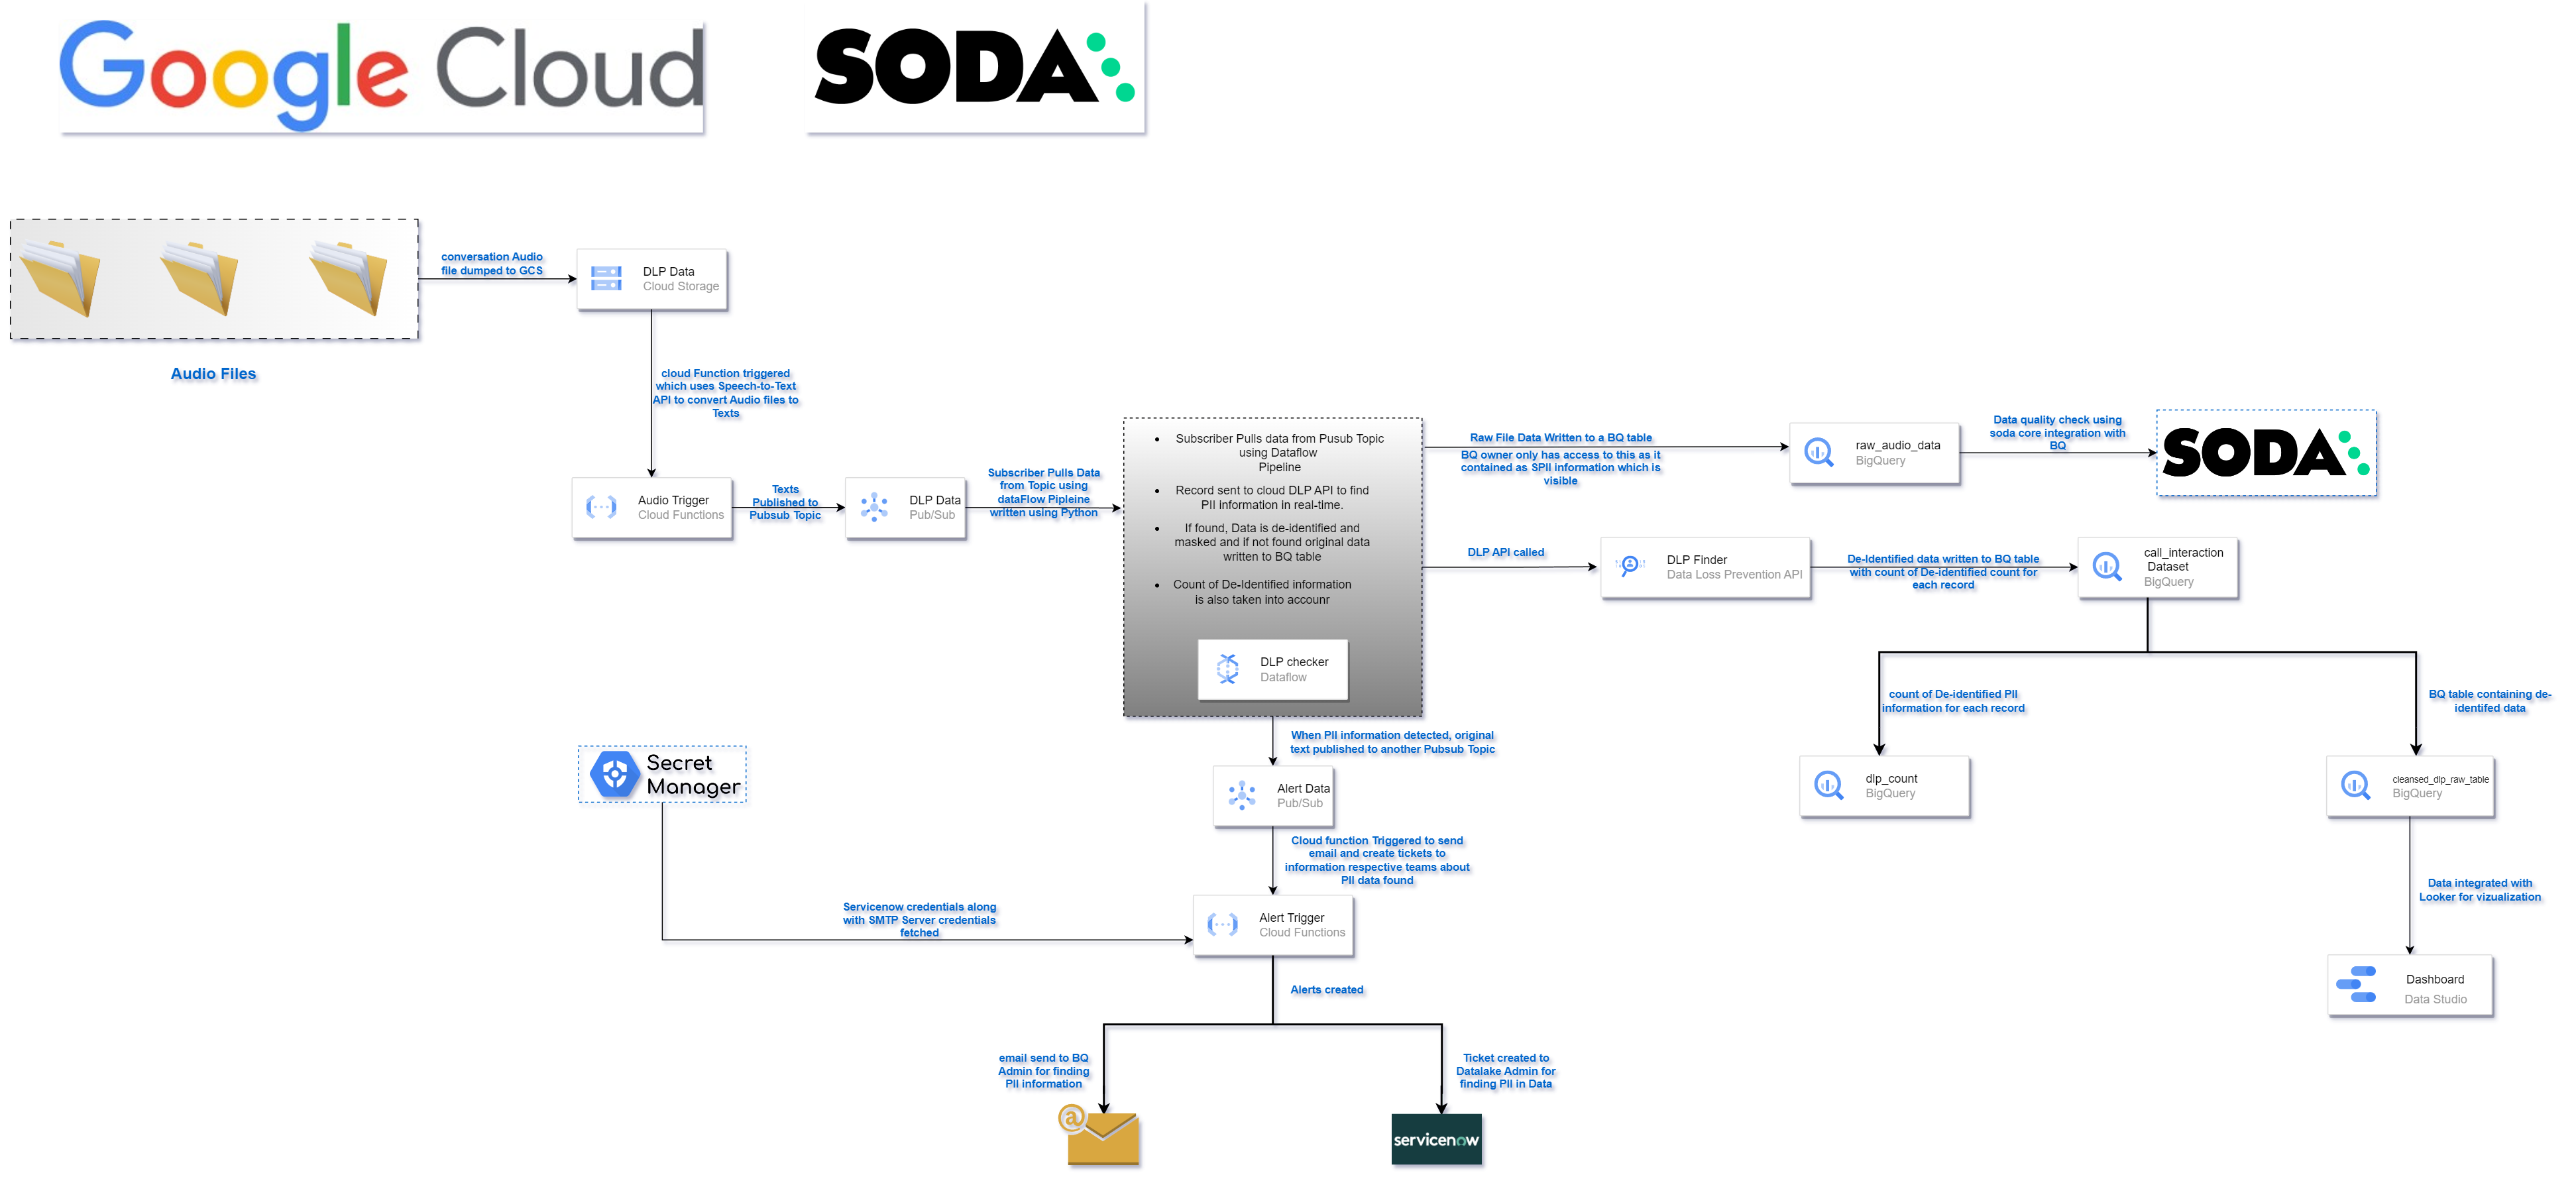 Google Cloud
SODA
conversation Audio
file dumped to GCS
DLP Data
Cloud Storage
Audio Files
cloud Function triggered
which uses Speech-to-Text
API to convert Audio files to
Texts
Audio Trigger
Cloud Functions
Texts
Published to
Pubsub Topic
DLP Data
Pub/Sub
Subscriber Pulls Data
from Topic using
dataFlow Pipleine
written using Python
• Subscriber Pulls data from Pusub Topic
using Dataflow
Pipeline
• Record sent to cloud DLP API to find
PII information in real-time.
• If found, Data is de-identified and
masked and if not found original data
written to BQ table
• Count of De-Identified information
is also taken into accounr
DLP checker
Dataflow
Raw File Data Written to a BQ table
BQ owner only has access to this as it
contained as SPII information which is
visible
raw_audio_data
BigQuery
Data quality check using
soda core integration with
BQ
SODA
DLP API called
DLP Finder
Data Loss Prevention API
De-Identified data written to BQ table
with count of De-identified count for
each record
call_interaction
Dataset
BigQuery
count of De-identified PII
information for each record
BQ table containing de-
identifed data
dlp_count
BigQuery
cleansed_dlp_raw_table
BigQuery
Data integrated with
Looker for vizualization
Dashboard
Data Studio
When PII information detected, original
text published to another Pubsub Topic
Alert Data
Pub/Sub
Cloud function Triggered to send
email and create tickets to
information respective teams about
PII data found
Secret
Manager
Servicenow credentials along
with SMTP Server credentials
fetched
Alert Trigger
Cloud Functions
Alerts created
email send to BQ
Admin for finding
PII information
Ticket created to
Datalake Admin for
finding PII in Data
@
servicenow